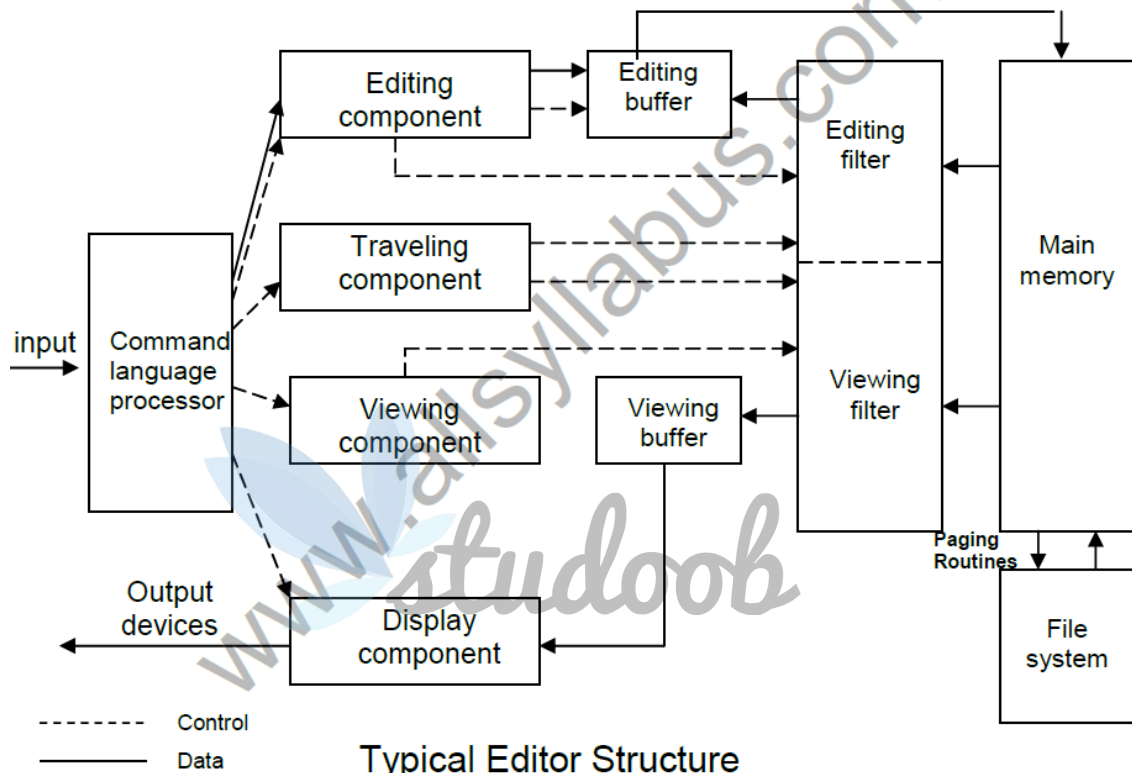 Editing
component
Editing
buffer
Editing
filter
Main
memory
Traveling
component
input
Command
language
processor
Viewing
component
Viewing
buffer
Viewing
filter
Paging
Routines
Output
devices
Display
component
File
system
Control
Data
Typical Editor Structure
www.allsyllabus.com
studoob